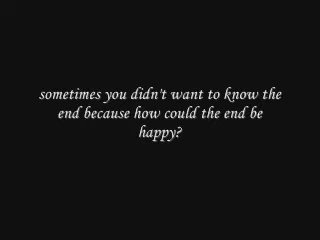 sometimes you didn't want to know the
end because how could the end be
happy?